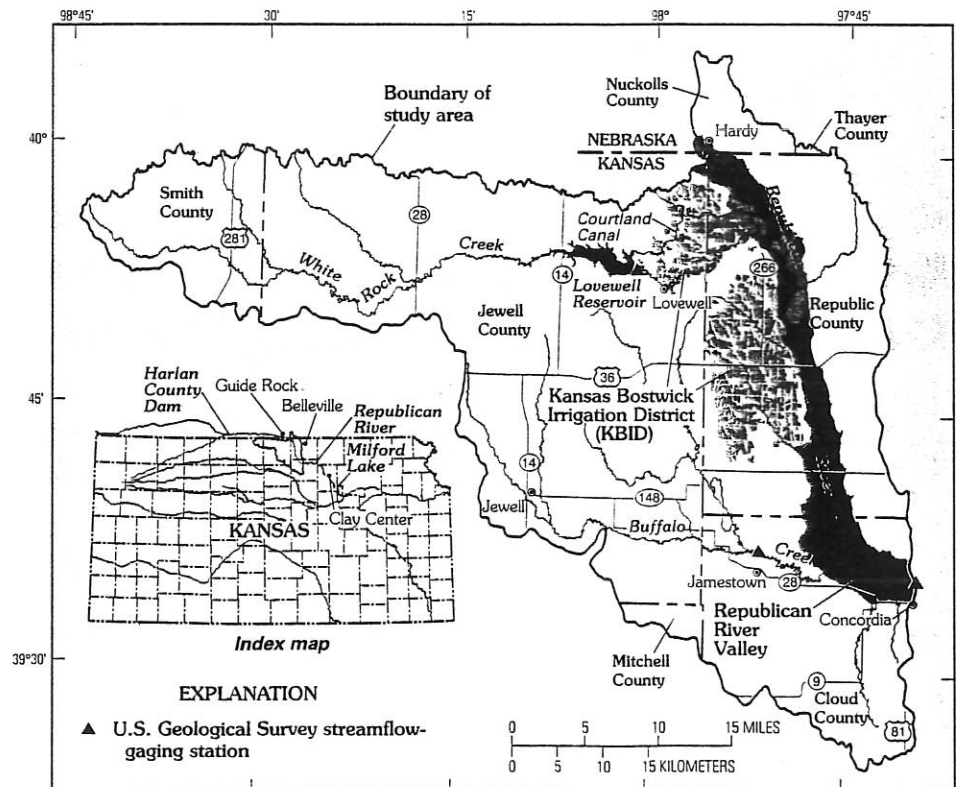 98°45'
30'
15'
98°
97°45'
Boundary of
study area
Nuckolls
County
Hardy
Thayer
County
40°
NEBRASKA
KANSAS
Smith
County
281
28
White
Rock
Creek
Courtland
Canal
14
Lovewell
Reservoir
Lovewell
266
Republic
County
Jewell
County
36
Kansas Bostwick
Irrigation District
(KBID)
45'
Harlan
County
Dam
Guide Rock
Belleville
Republican
River
Milford
Lake
KANSAS
Clay Center
Index map
14
Jewell
148
Buffalo
Creek
Jamestown
28
Concordia
Republican
River
Valley
39°30'
Mitchell
County
9
Cloud
County
81
EXPLANATION
U.S. Geological Survey streamflow-
gaging station
0 5 10 15 MILES
0 5 10 15 KILOMETERS